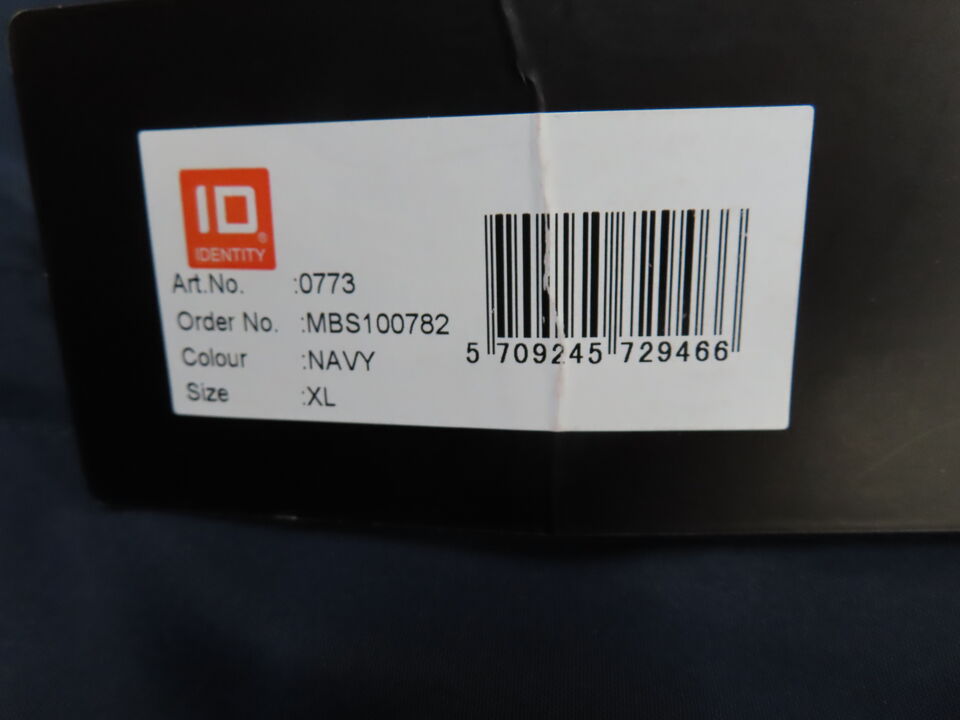 ID®
IDENTITY
Art.No. :0773
Order No. :MBS100782
Colour :NAVY
Size :XL
5 709245 729466